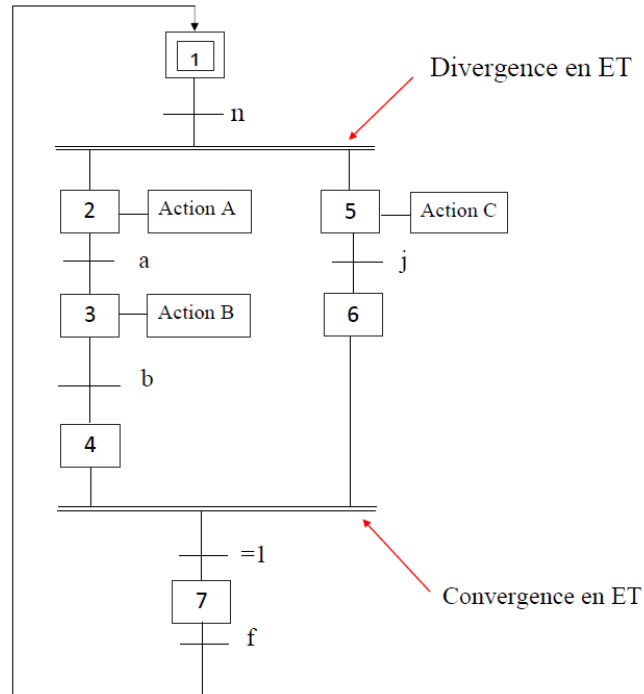 1
Divergence en ET
n
2
Action A
5
Action C
a
j
3
Action B
6
b
4
=1
7
Convergence en ET
f